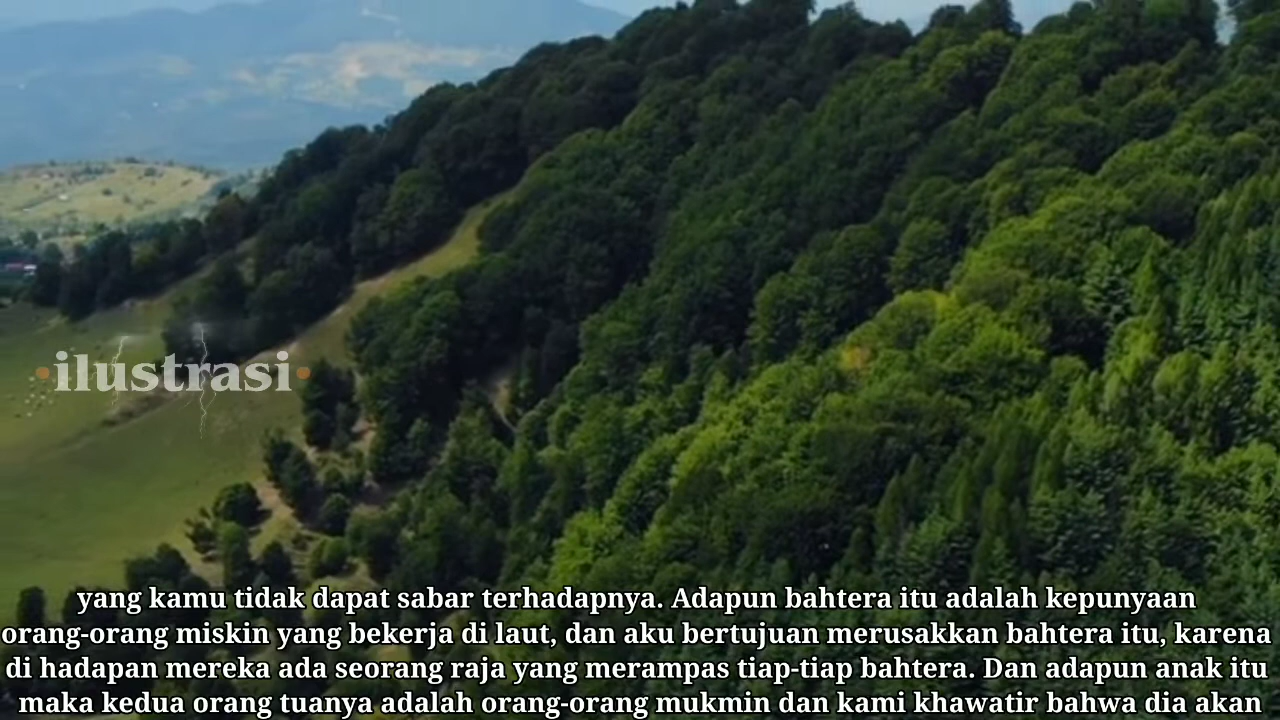 •ilustrasi•
yang kamu tidak dapat sabar terhadapnya. Adapun bahtera itu adalah kepunyaan
orang-orang miskin yang bekerja di laut, dan aku bertujuan merusakkan bahtera itu, karena
di hadapan mereka ada seorang raja yang merampas tiap-tiap bahtera. Dan adapun anak itu
maka kedua orang tuanya adalah orang-orang mukmin dan kami khawatir bahwa dia akan